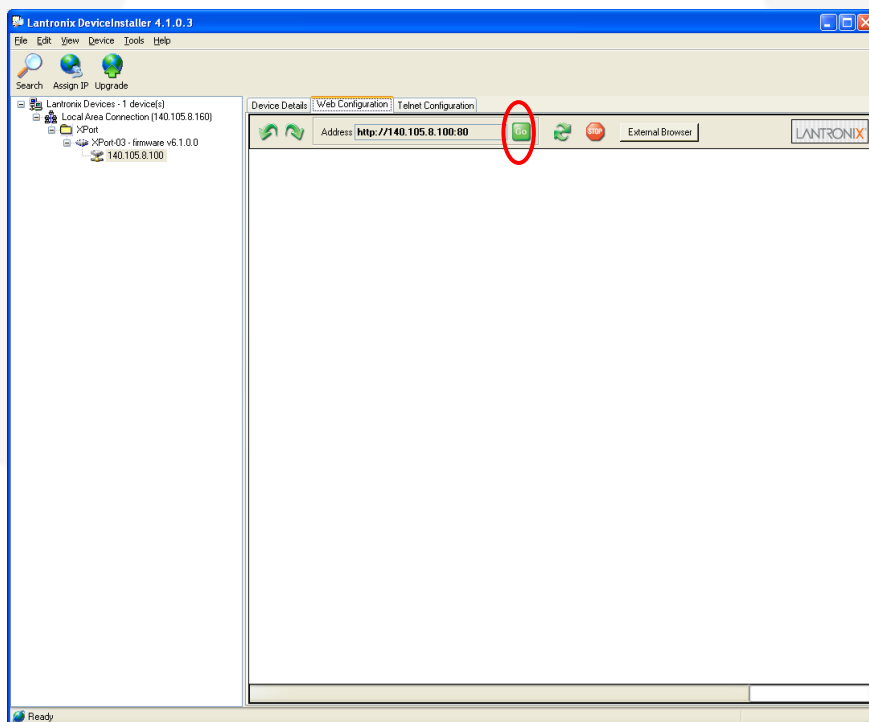 Lantronix DeviceInstaller 4.1.0.3
File Edit View Device Tools Help
Search Assign IP Upgrade
Lantronix Devices - 1 device(s)
Local Area Connection (140.105.8.160)
XPort
XPort-03 - firmware v6.1.0.0
140.105.8.100
Device Details Web Configuration Telnet Configuration
Address http://140.105.8.100:80 Go STOP External Browser LANTRONIX
Ready